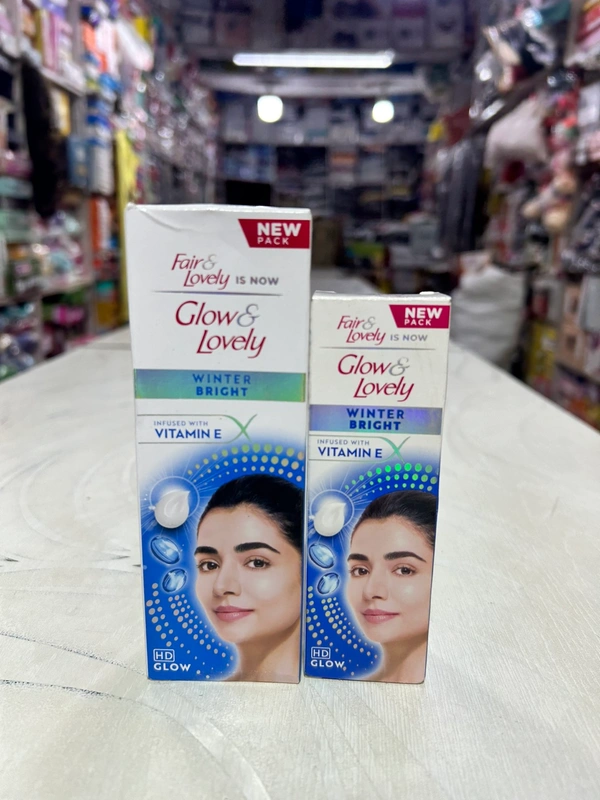 NEW
PACK
Fair &
Lovely IS NOW
Glow &
Lovely
WINTER
BRIGHT
INFUSED WITH
VITAMIN E
HD
GLOW
NEW
PACK
Fair &
Lovely IS NOW
Glow &
Lovely
WINTER
BRIGHT
INFUSED WITH
VITAMIN E
HD
GLOW